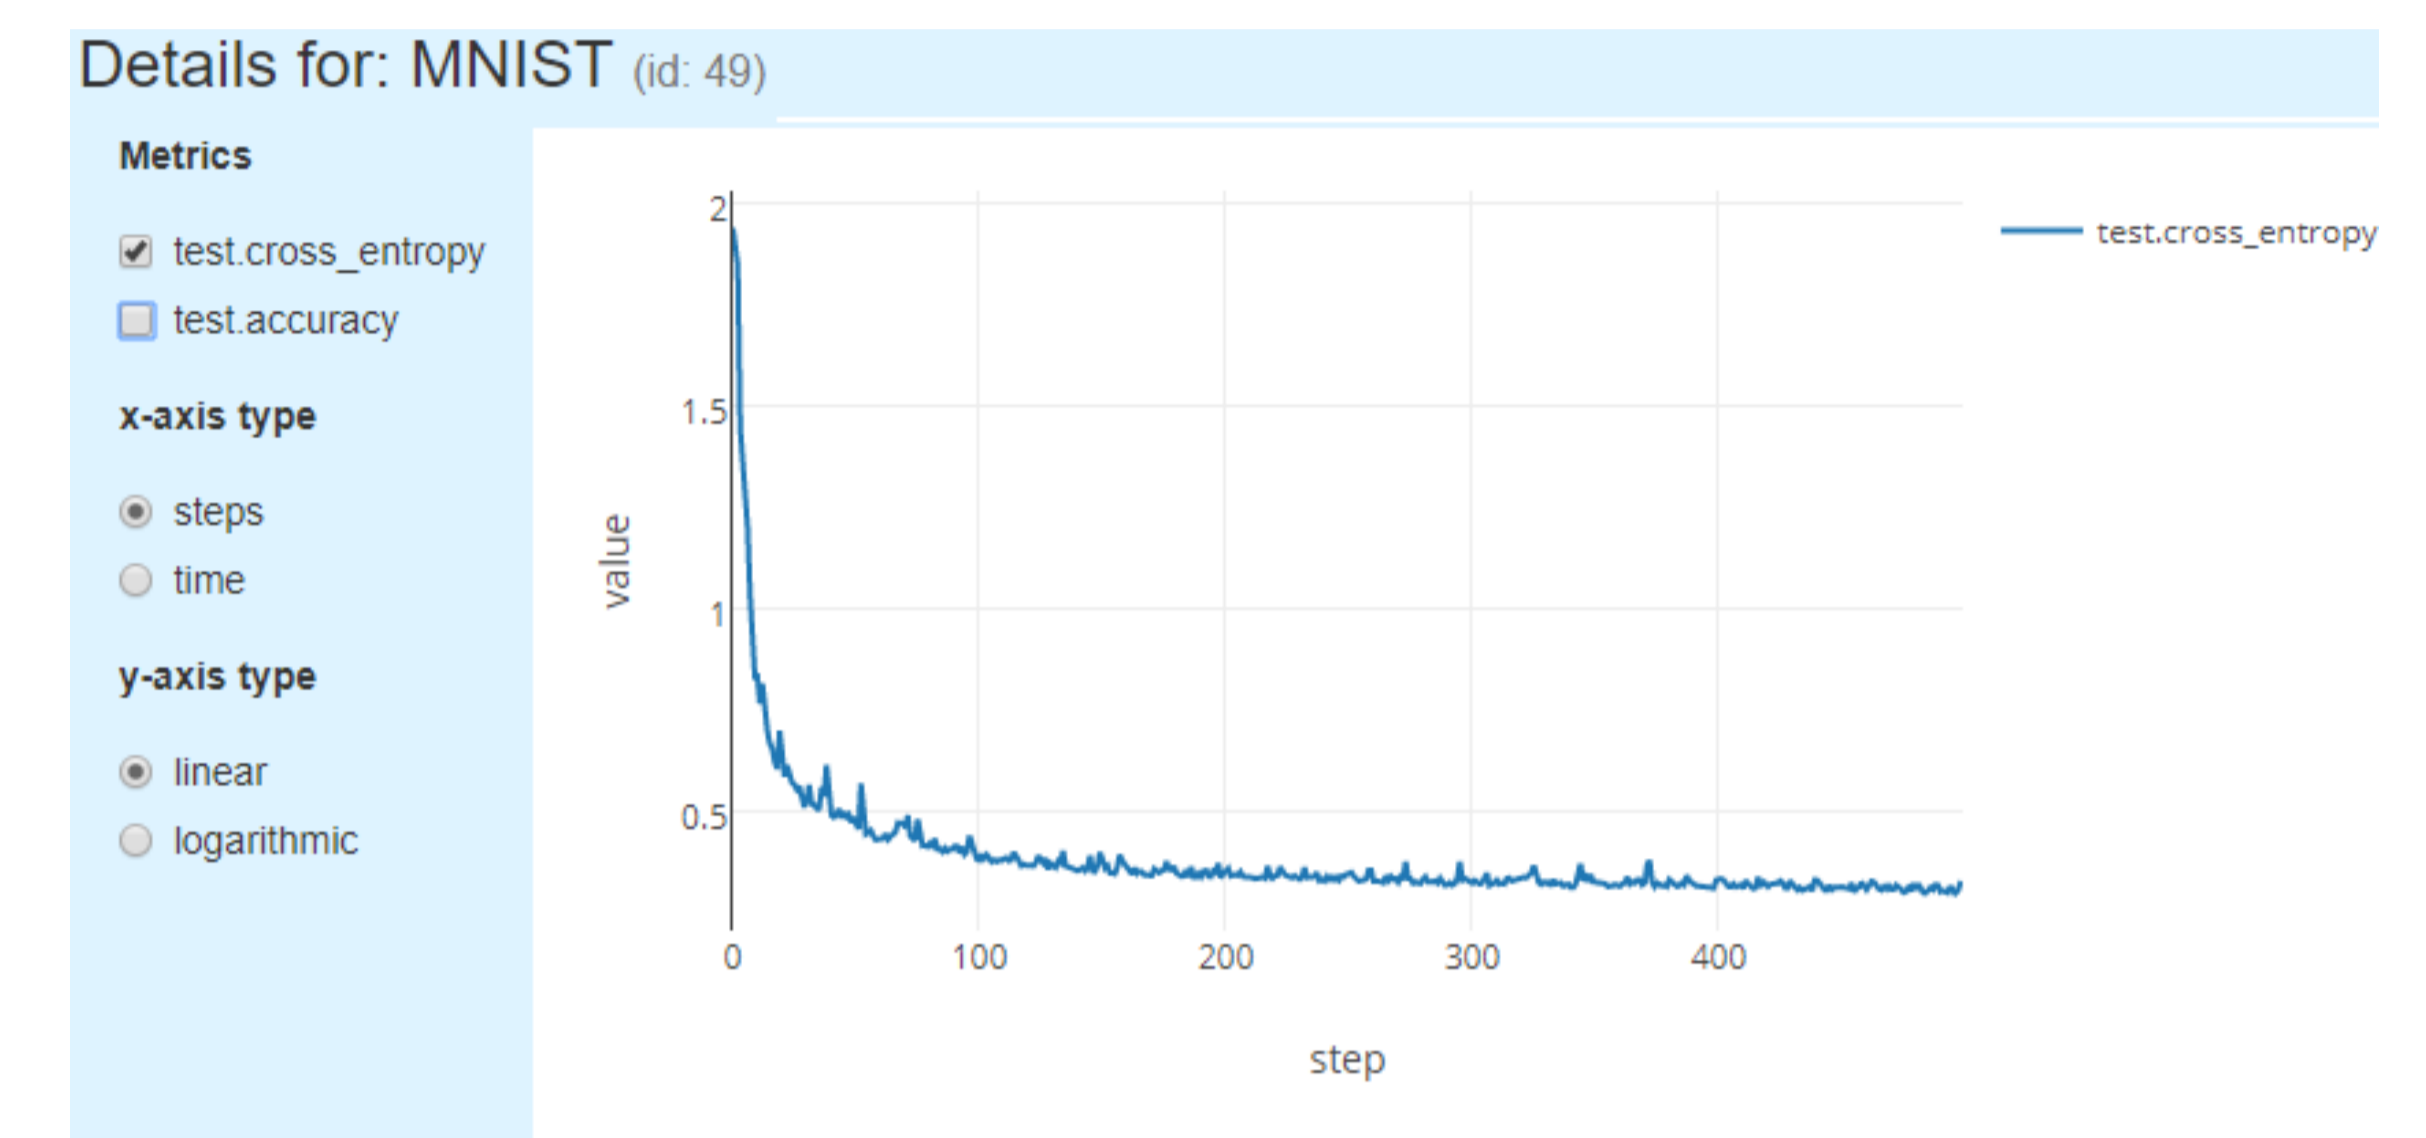 Details for: MNIST (id: 49)
Metrics
test.cross_entropy
test.accuracy
x-axis type
steps
time
y-axis type
linear
logarithmic
2
1.5
1
0.5
value
0 100 200 300 400
step
test.cross_entropy